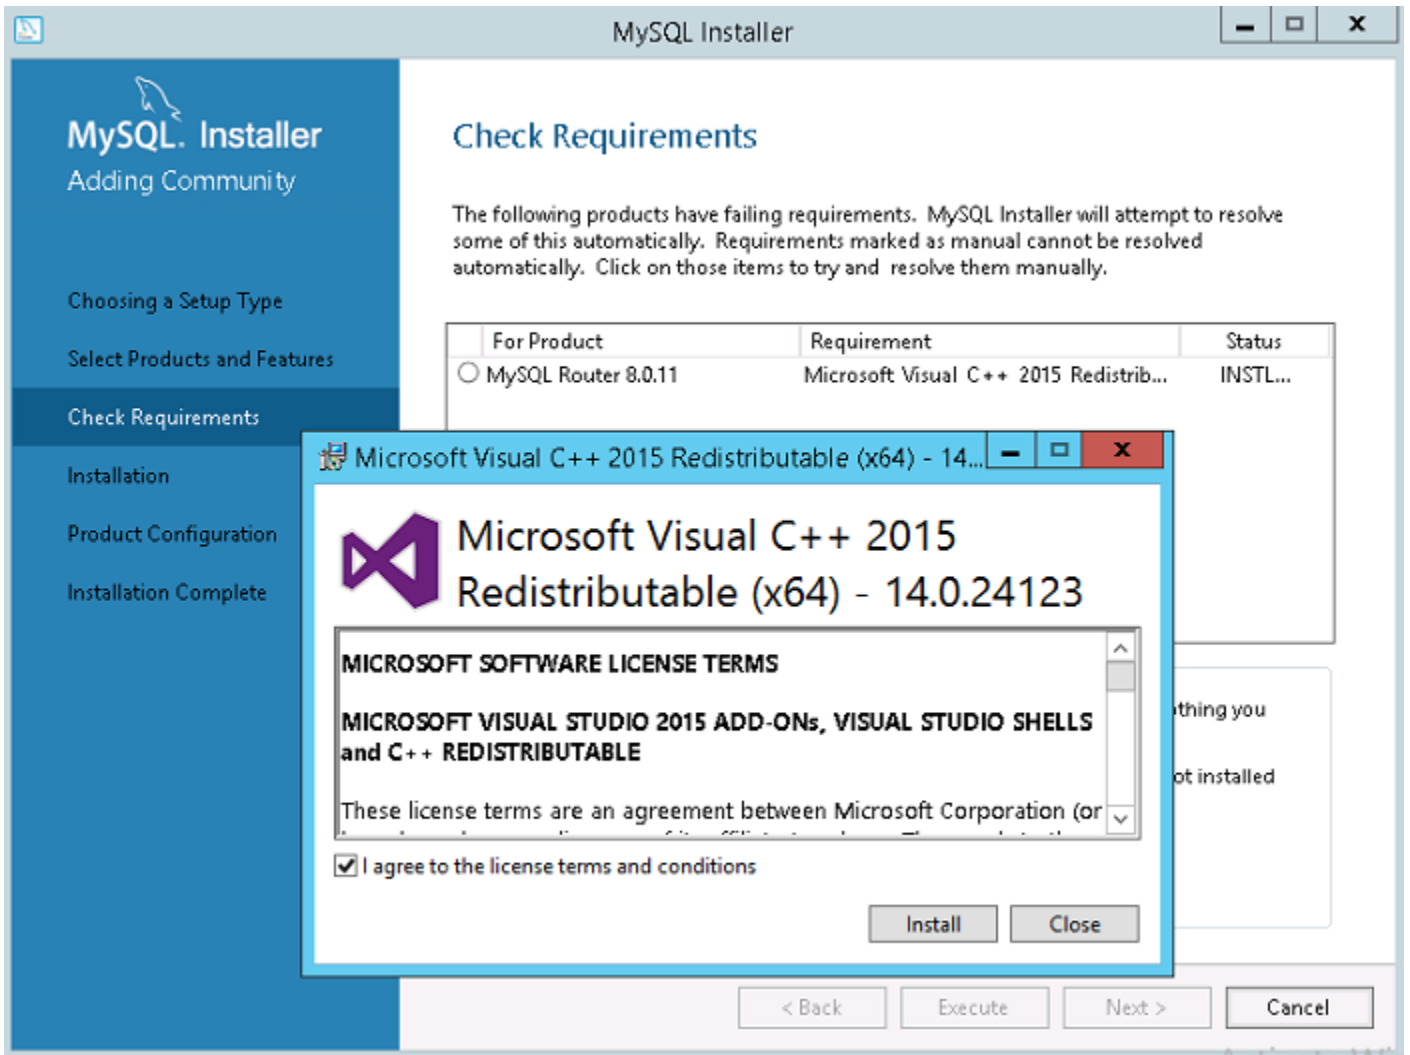 MySQL Installer
MySQL. Installer
Adding Community
Choosing a Setup Type
Select Products and Features
Check Requirements
Installation
Product Configuration
Installation Complete
Check Requirements
The following products have failing requirements. MySQL Installer will attempt to resolve
some of this automatically. Requirements marked as manual cannot be resolved
automatically. Click on those items to try and resolve them manually.
For Product Requirement Status
MySQL Router 8.0.11 Microsoft Visual C++ 2015 Redistrib... INSTL...
Microsoft Visual C++ 2015 Redistributable (x64) - 14...
Microsoft Visual C++ 2015
Redistributable (x64) - 14.0.24123
MICROSOFT SOFTWARE LICENSE TERMS
MICROSOFT VISUAL STUDIO 2015 ADD-ONs, VISUAL STUDIO SHELLS
and C++ REDISTRIBUTABLE
These license terms are an agreement between Microsoft Corporation (or
I agree to the license terms and conditions
Install Close
thing you
ot installed
< Back Execute Next > Cancel